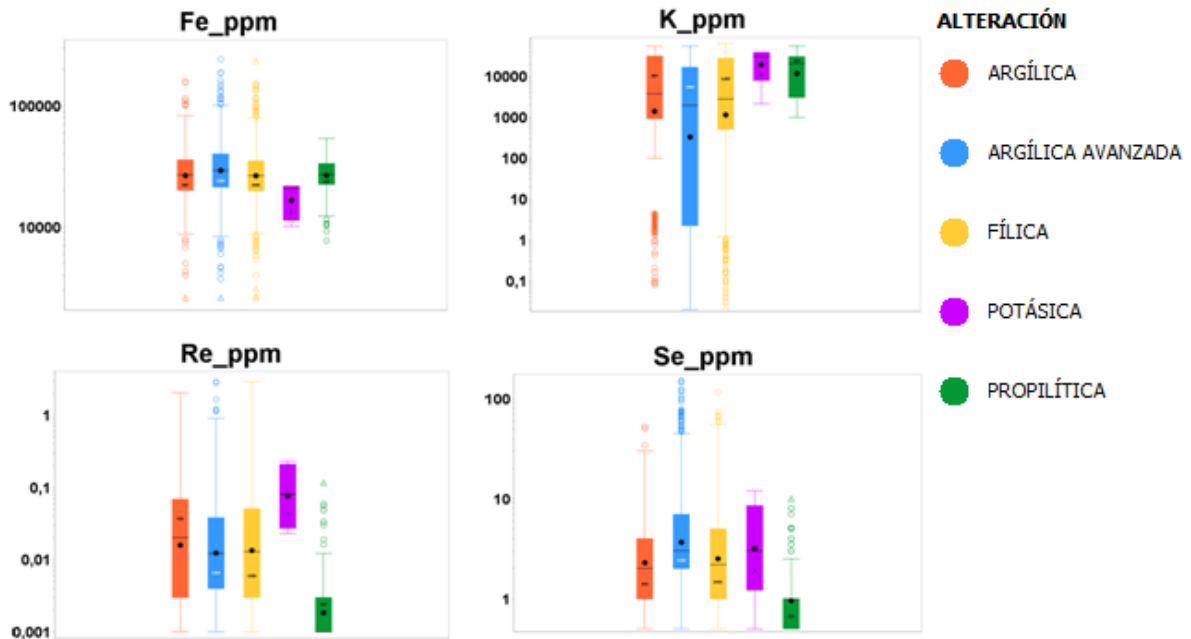 Fe_ppm
100000
10000
K_ppm
10000
1000
100
10
1
0,1
Re_ppm
1
0,1
0,01
0,001
Se_ppm
100
10
1
ALTERACIÓN
ARGÍLICA
ARGÍLICA AVANZADA
FÍLICA
POTÁSICA
PROPILÍTICA